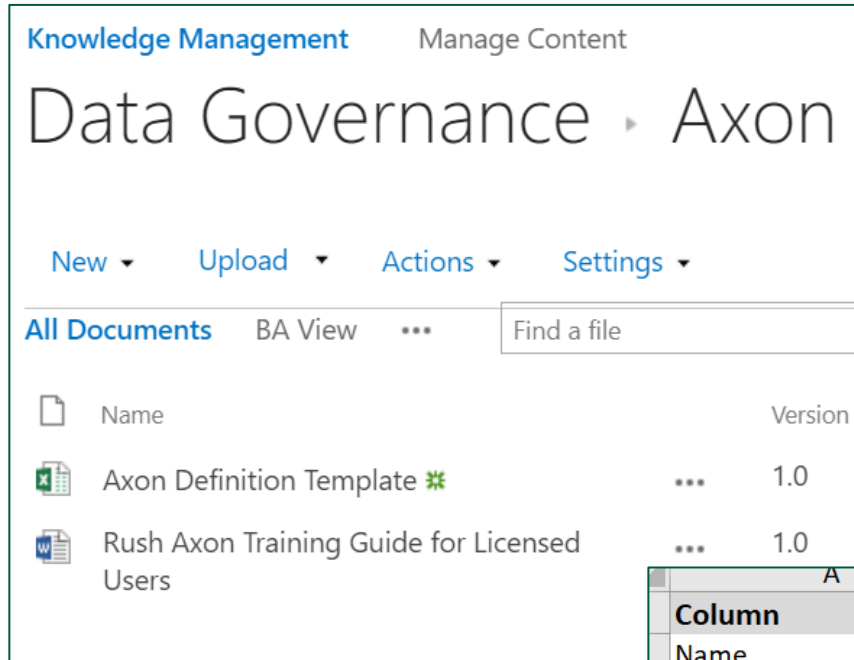 Knowledge Management Manage Content
Data Governance ▸ Axon
New ▾ Upload ▾ Actions ▾ Settings ▾
All Documents BA View ••• Find a file
Name Version
Axon Definition Template ••• 1.0
Rush Axon Training Guide for Licensed ••• 1.0
Users
A
Column
Name